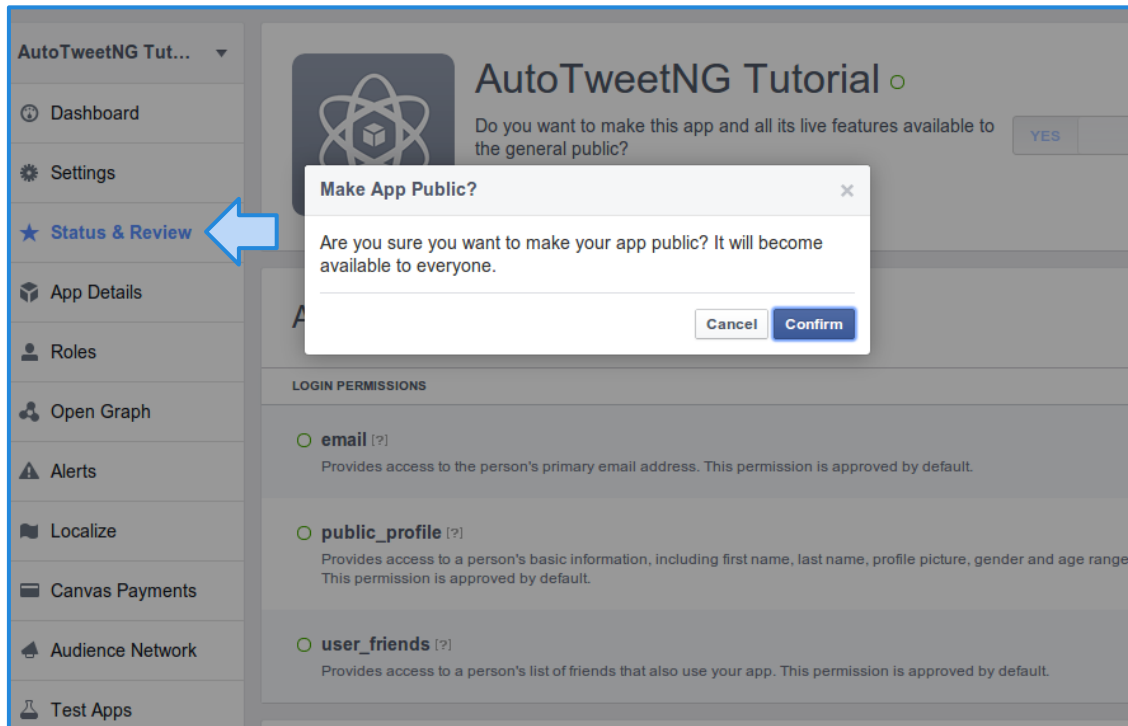 AutoTweetNG Tut...
Dashboard
Settings
Status & Review
App Details
Roles
Open Graph
Alerts
Localize
Canvas Payments
Audience Network
Test Apps
AutoTweetNG Tutorial
Do you want to make this app and all its live features available to
the general public?
YES
Make App Public?
Are you sure you want to make your app public? It will become
available to everyone.
Cancel
Confirm
A
LOGIN PERMISSIONS
email [?]
Provides access to the person's primary email address. This permission is approved by default.
public_profile [?]
Provides access to a person's basic information, including first name, last name, profile picture, gender and age range
This permission is approved by default.
user_friends [?]
Provides access to a person's list of friends that also use your app. This permission is approved by default.